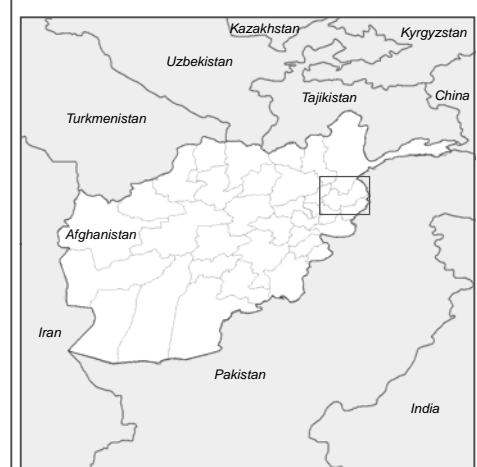 Kazakhstan
Kyrgyzstan
Uzbekistan
Tajikistan
China
Turkmenistan
Afghanistan
Iran
Pakistan
India